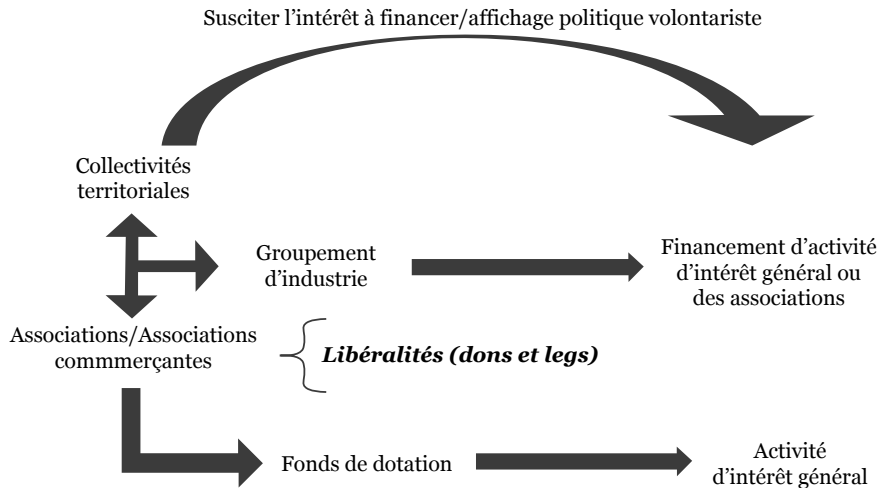 Susciter l’intérêt à financer/affichage politique volontariste
Collectivités
territoriales
Groupement
d’industrie
Financement d’activité
d’intérêt général ou
des associations
Associations/Associations
commmerçantes
Libéralités (dons et legs)
Fonds de dotation
Activité
d’intérêt général